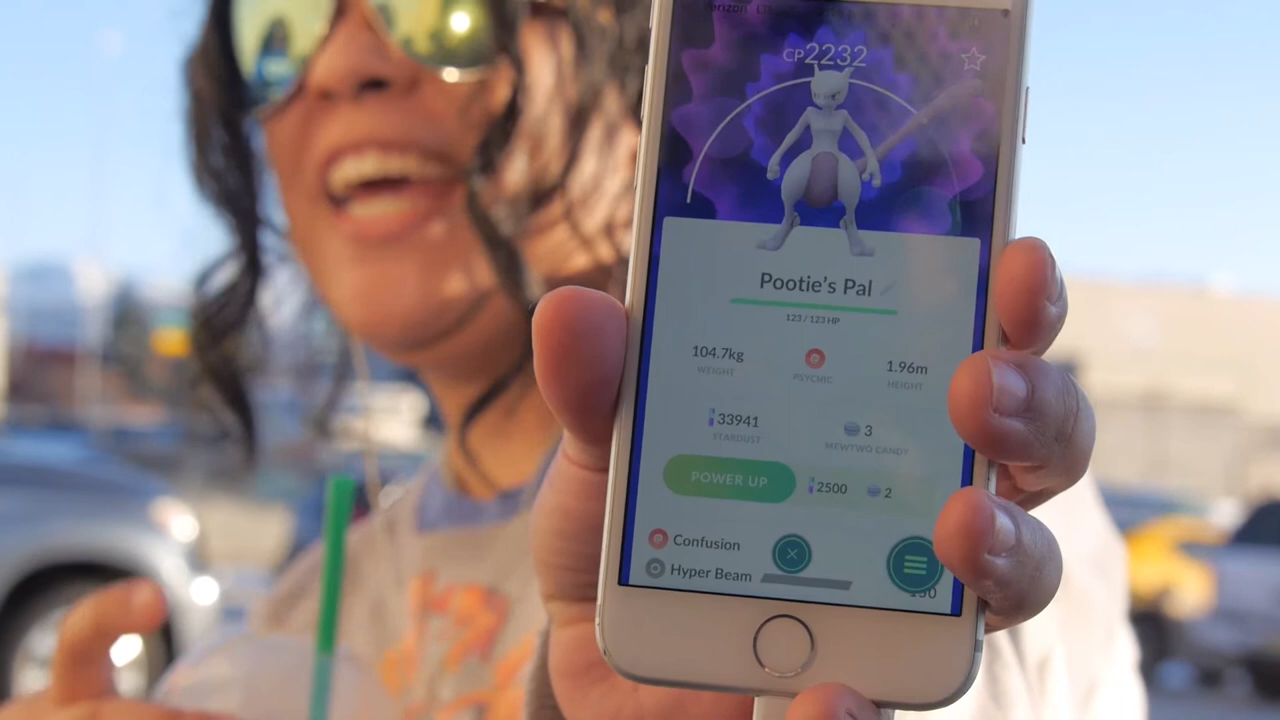 CP2232
Pootie's Pal
123 / 123 HP
104.7kg
WEIGHT
PSYCHIC
1.96m
HEIGHT
33941
STARDUST
3
MEWTWO CANDY
POWER UP
2500
2
Confusion
Hyper Beam
150